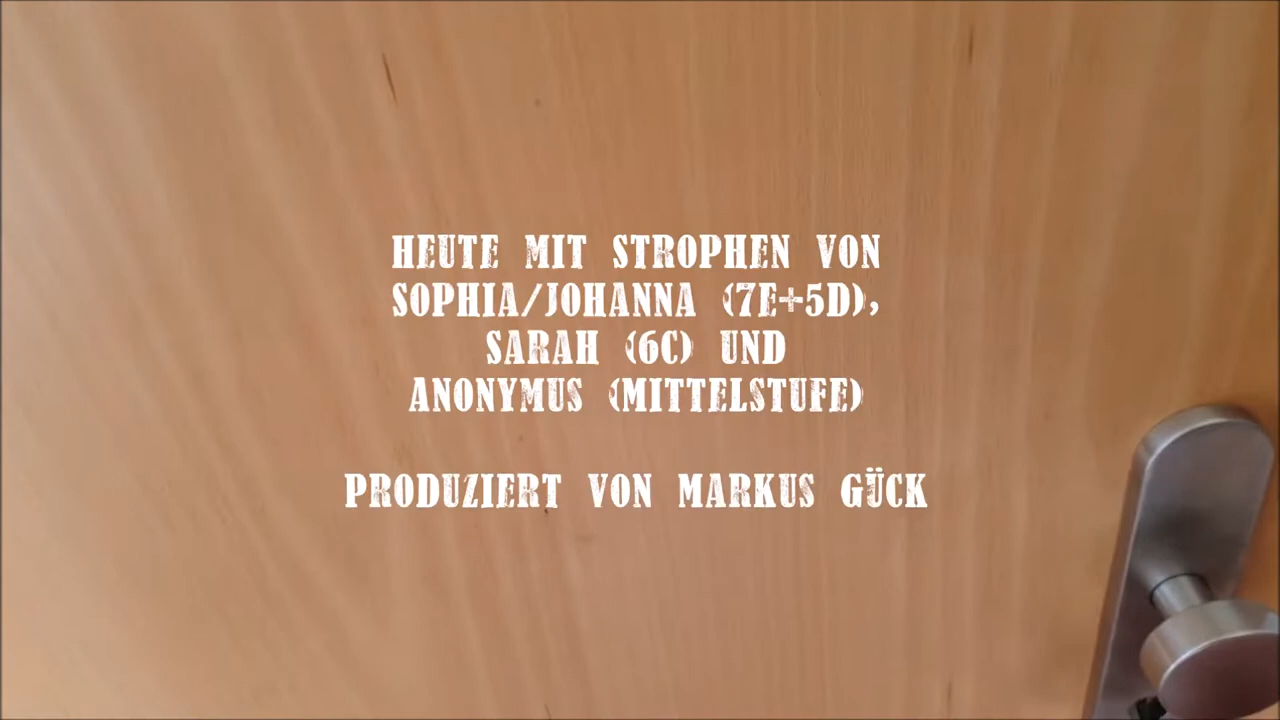 HEUTE MIT STROPHEN VON
SOPHIA/JOHANNA (7E+5D),
SARAH (6C) UND
ANONYMUS (MITTELSTUFE)
PRODUZIERT VON MARKUS GÜCK